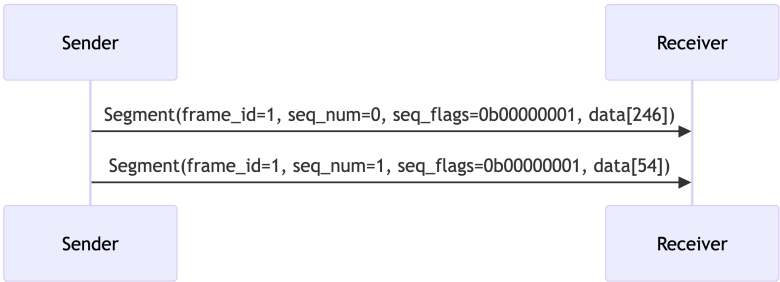 Sender
Receiver
Segment(frame_id=1, seq_num=0, seq_flags=0b00000001, data[246])
Segment(frame_id=1, seq_num=1, seq_flags=0b00000001, data[54])
Sender
Receiver